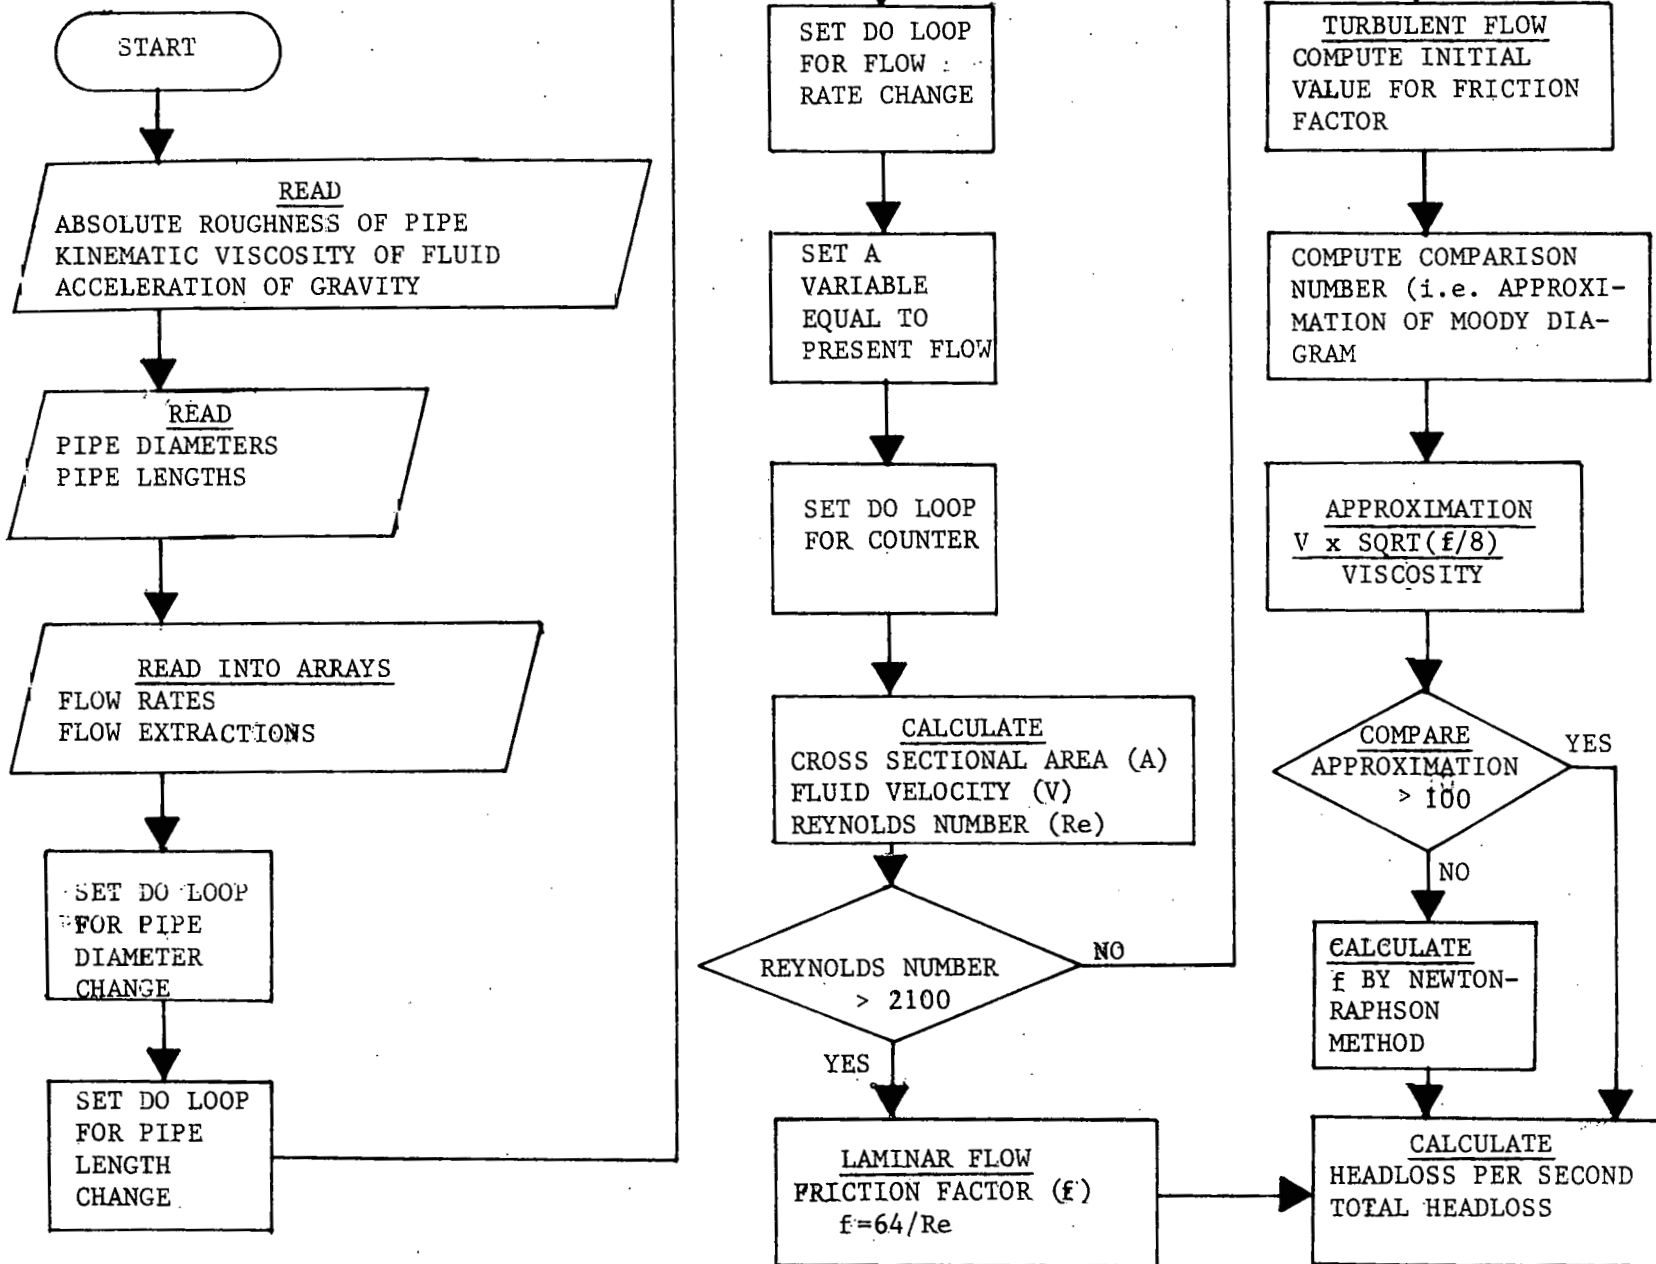 START
READ
ABSOLUTE ROUGHNESS OF PIPE
KINEMATIC VISCOSITY OF FLUID
ACCELERATION OF GRAVITY
READ
PIPE DIAMETERS
PIPE LENGTHS
READ INTO ARRAYS
FLOW RATES
FLOW EXTRACTIONS
SET DO LOOP
FOR PIPE
DIAMETER
CHANGE
SET DO LOOP
FOR PIPE
LENGTH
CHANGE
SET DO LOOP
FOR FLOW
RATE CHANGE
SET A
VARIABLE
EQUAL TO
PRESENT FLOW
SET DO LOOP
FOR COUNTER
CALCULATE
CROSS SECTIONAL AREA (A)
FLUID VELOCITY (V)
REYNOLDS NUMBER (Re)
REYNOLDS NUMBER
> 2100
NO
YES
LAMINAR FLOW
FRICTION FACTOR (f)
f=64/Re
TURBULENT FLOW
COMPUTE INITIAL
VALUE FOR FRICTION
FACTOR
COMPUTE COMPARISON
NUMBER (i.e. APPROXI-
MATION OF MOODY DIA-
GRAM
APPROXIMATION
V x SQRT(f/8)
VISCOSITY
COMPARE
APPROXIMATION
> 100
YES
NO
CALCULATE
f BY NEWTON-
RAPHSON
METHOD
CALCULATE
HEADLOSS PER SECOND
TOTAL HEADLOSS